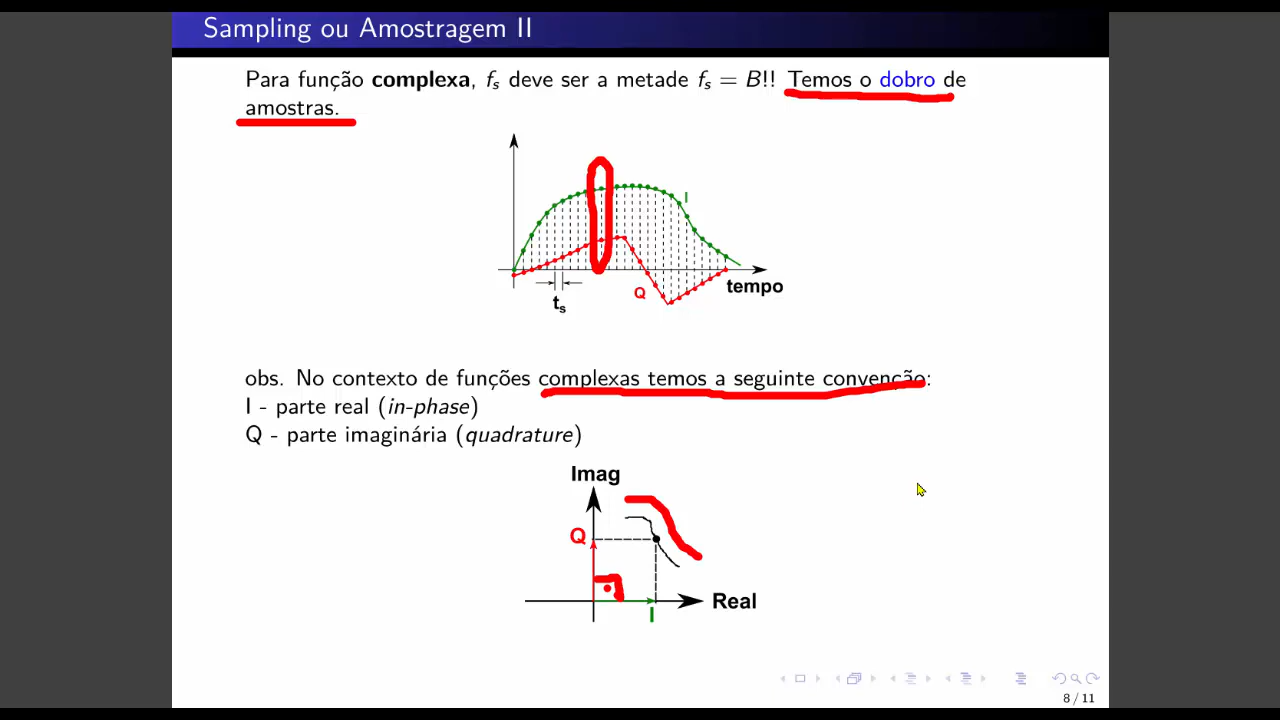 Sampling ou Amostragem II
Para função complexa, fs deve ser a metade fs = B!! Temos o dobro de
amostras.
I
Q
tempo
ts
obs. No contexto de funções complexas temos a seguinte convenção:
I - parte real (in-phase)
Q - parte imaginária (quadrature)
Imag
Q
Real
I
8 / 11